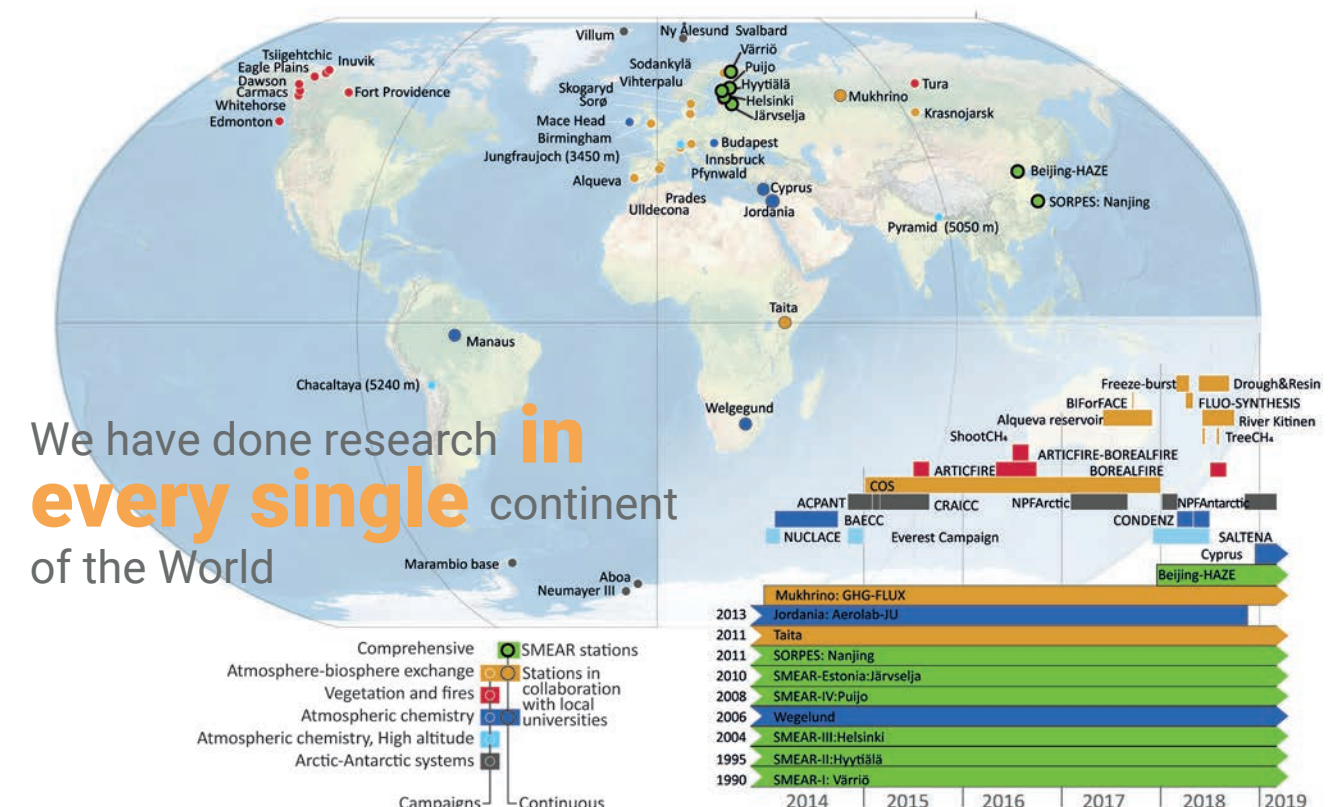 Villum
Ny Ålesund Svalbard
Värriö
Tsiigehtchic
Inuvik
Eagle Plains
Dawson
Carmacs
Whitehorse
Edmonton
Fort Providence
Sodankylä
Puijo
Vihterpalu
Hyytiälä
Skogaryd
Helsinki
Sorø
Järvselja
Mace Head
Birmingham
Budapest
Jungfraujoch (3450 m)
Innsbruck
Pfynwald
Alqueva
Prades
Ulldecona
Cyprus
Jordania
Tura
Mukhrino
Krasnojarsk
Beijing-HAZE
SORPES: Nanjing
Pyramid (5050 m)
Taita
Manaus
Chacaltaya (5240 m)
Welgegund
We have done research in
every single continent
of the World
Marambio base
Aboa
Neumayer III
Freeze-burst
Drough&Resin
BIForFACE
FLUO-SYNTHESIS
Alqueva reservoir
River Kitinen
ShootCH₄
TreeCH₄
ARTICFIRE-BOREALFIRE
ARTICFIRE
BOREALFIRE
COS
ACPANT
CRAICC
NPFArctic
NPFAntarctic
BAECC
CONDENZ
NUCLACE
Everest Campaign
SALTENA
Cyprus
Beijing-HAZE
Mukhrino: GHG-FLUX
2013 Jordania: Aerolab-JU
2011 Taita
2011 SORPES: Nanjing
2010 SMEAR-Estonia:Järvselja
2008 SMEAR-IV:Puijo
2006 Wegelund
2004 SMEAR-III:Helsinki
1995 SMEAR-II:Hyytiälä
1990 SMEAR-I: Värriö
2014 2015 2016 2017 2018 2019
Comprehensive
SMEAR stations
Atmosphere-biosphere exchange
Vegetation and fires
Atmospheric chemistry
Atmospheric chemistry, High altitude
Arctic-Antarctic systems
Stations in
collaboration
with local
universities
Campaigns
Continuous